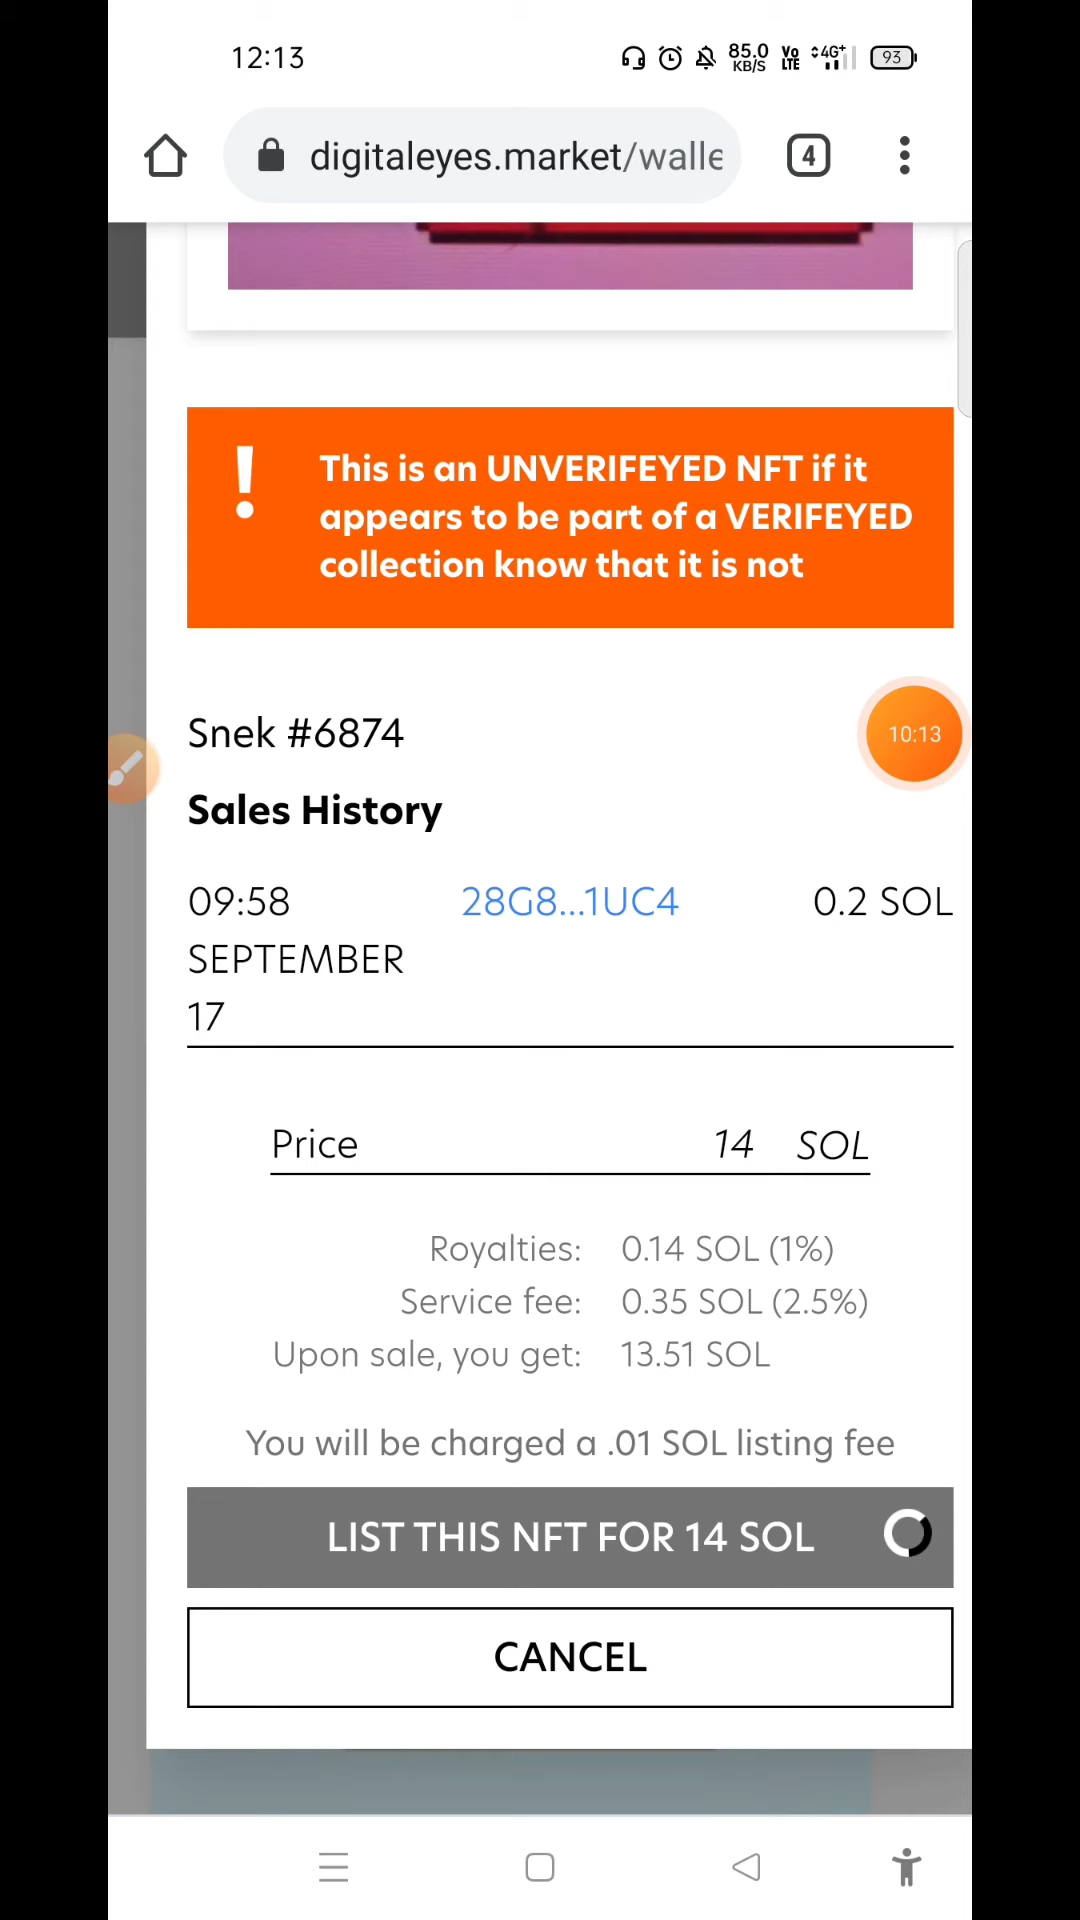 12:13
85.0
KB/S
Vo
LTE
4G+
93
digitaleyes.market/walle
4
This is an UNVERIFEYED NFT if it
appears to be part of a VERIFEYED
collection know that it is not
Snek #6874
10:13
Sales History
09:58 28G8...1UC4 0.2 SOL
SEPTEMBER
17
Price 14 SOL
Royalties: 0.14 SOL (1%)
Service fee: 0.35 SOL (2.5%)
Upon sale, you get: 13.51 SOL
You will be charged a .01 SOL listing fee
LIST THIS NFT FOR 14 SOL
CANCEL